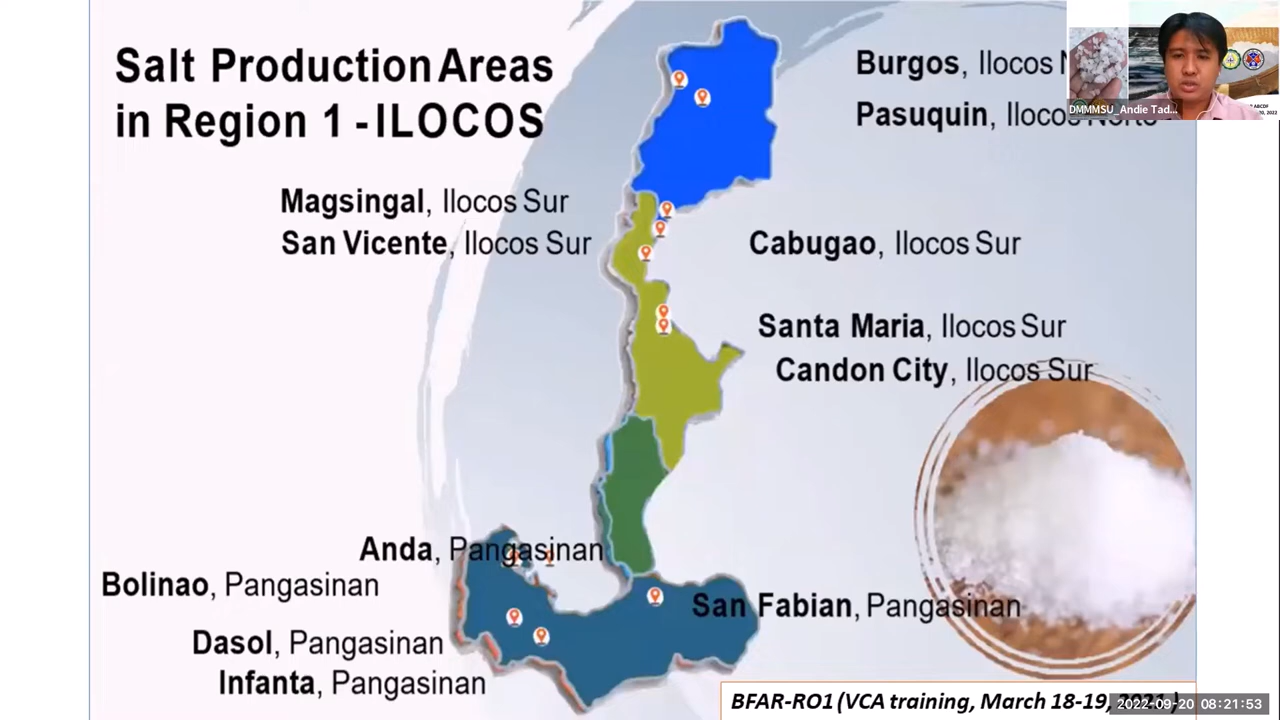 Salt Production Areas
in Region 1 - ILOCOS
Burgos, Ilocos
Pasuquin, Ilocos Norte
Magsingal, Ilocos Sur
San Vicente, Ilocos Sur
Cabugao, Ilocos Sur
Santa Maria, Ilocos Sur
Candon City, Ilocos Sur
Anda, Pangasinan
Bolinao, Pangasinan
San Fabian, Pangasinan
Dasol, Pangasinan
Infanta, Pangasinan
BFAR-RO1 (VCA training, March 18-19,
DMMMSU_Andie Tad...
2022-09-20 08:21:53